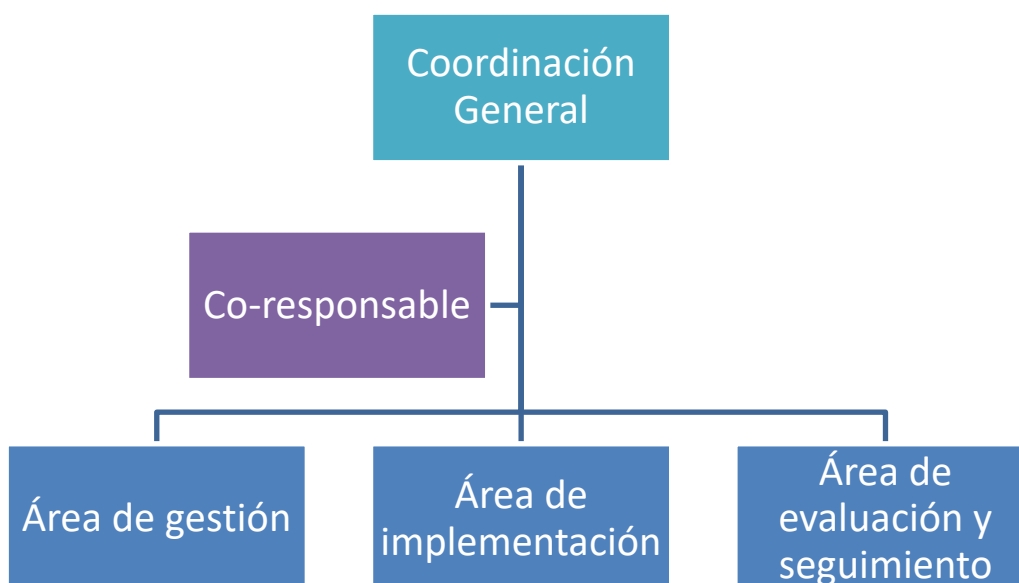 Coordinación
General
Co-responsable
Área de gestión
Área de
implementación
Área de
evaluación y
seguimiento